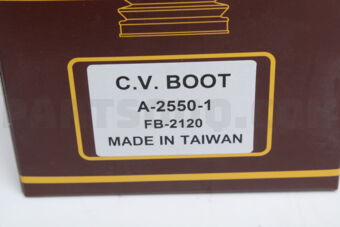 C.V. BOOT
A-2550-1
FB-2120
MADE IN TAIWAN